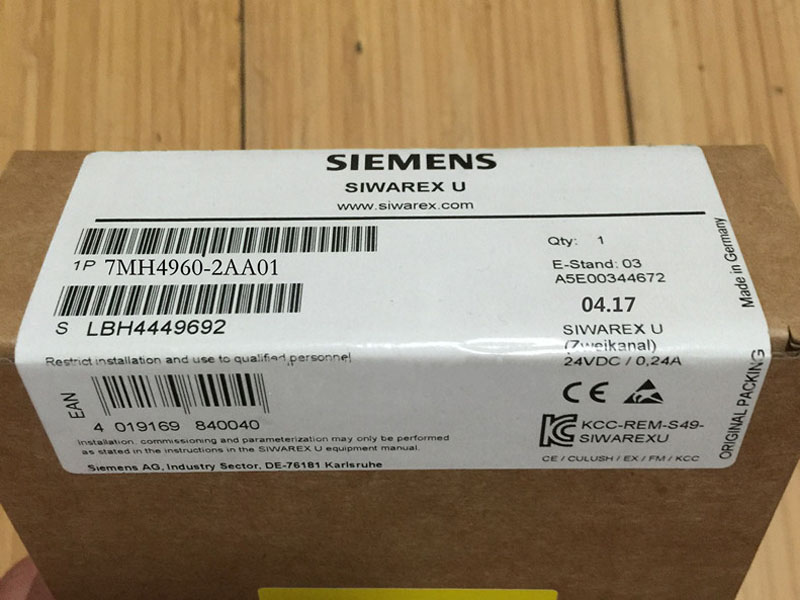 SIEMENS
SIWAREX U
www.siwarex.com
1P 7MH4960-2AA01
S LBH4449692
Restrict installation and use to qualified personnel
EAN
4 019169 840040
Installation, commissioning and parameterization may only be performed
as stated in the instructions in the SIWAREX U equipment manual.
Siemens AG, Industry Sector, DE-76181 Karlsruhe
Qty: 1
E-Stand: 03
A5E00344672
04.17
SIWAREX U
(Zweikanal)
24VDC / 0,24A
CE
KC KCC-REM-S49-
SIWAREXU
CE / CULUSH / EX / FM / KCC
Made in Germany
ORIGINAL PACKING